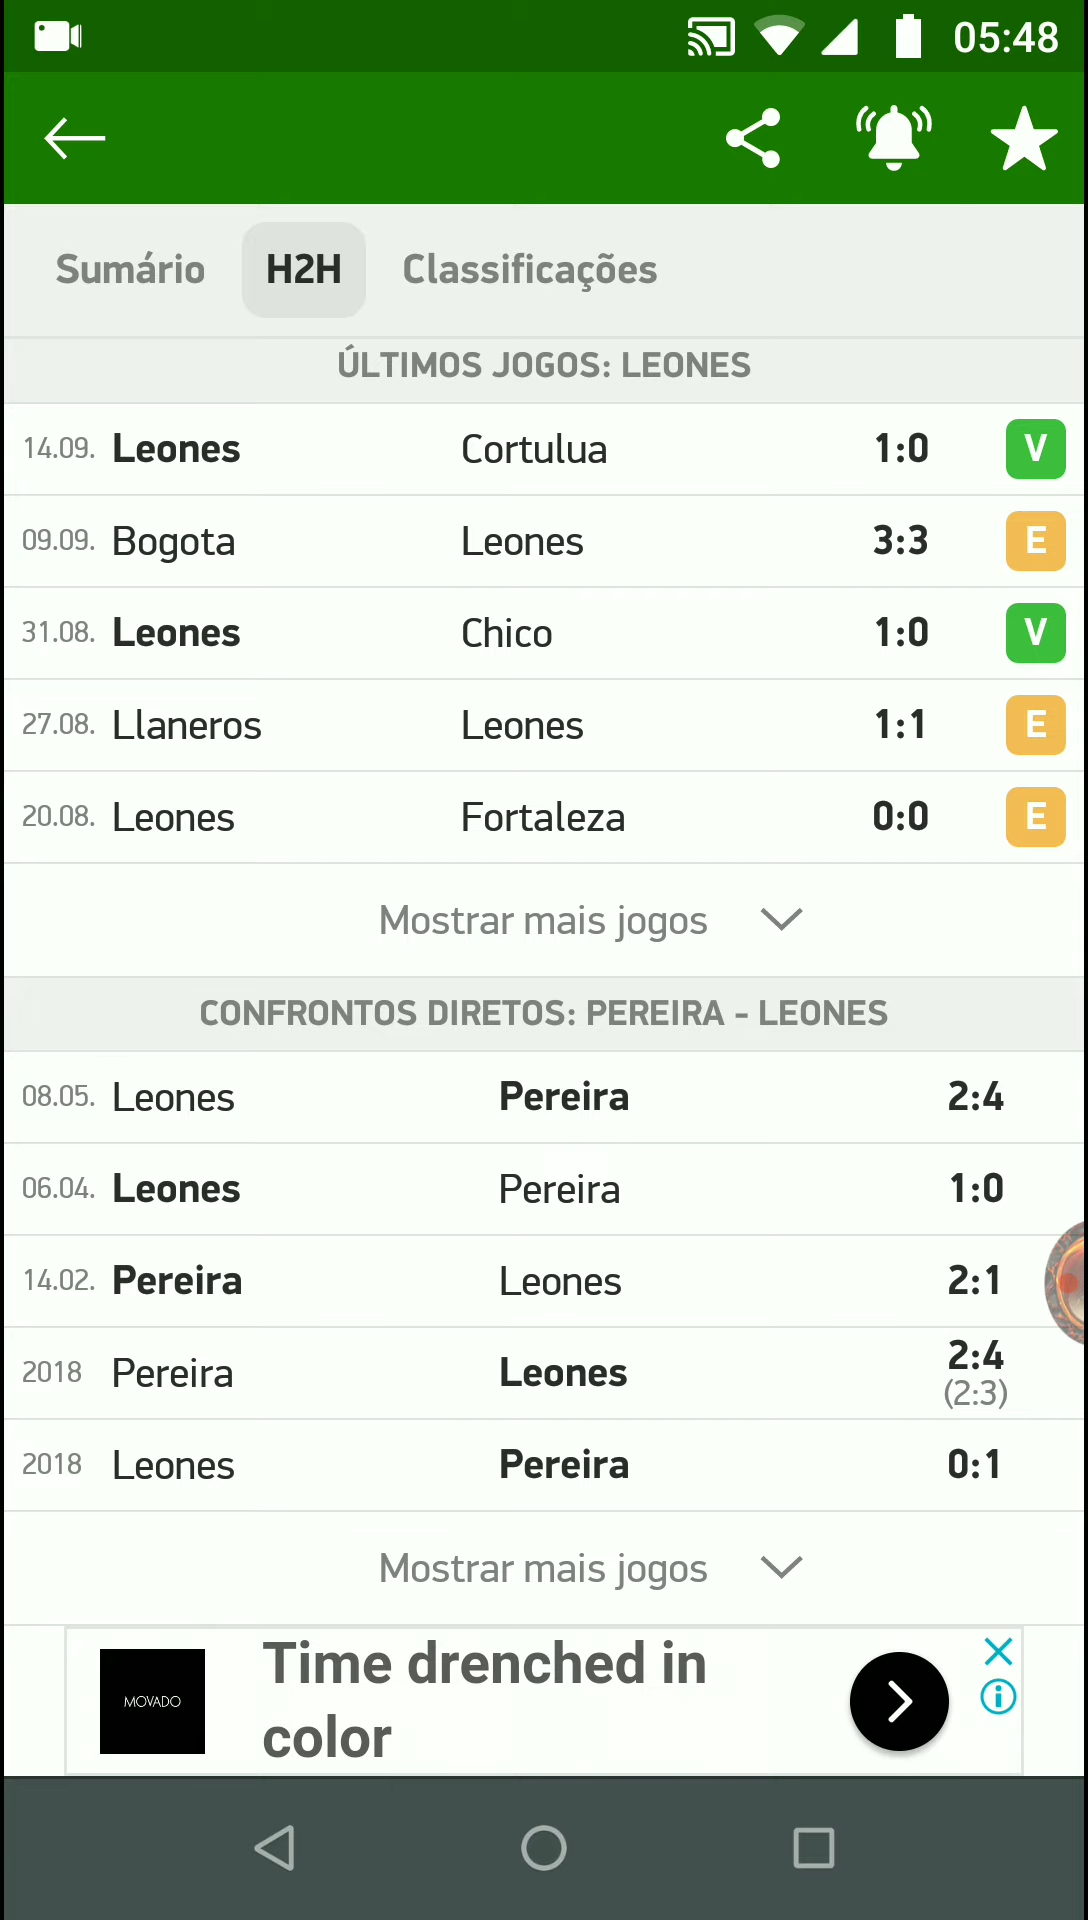 05:48
Sumário H2H Classificações
ÚLTIMOS JOGOS: LEONES
14.09. Leones Cortulua 1:0 V
09.09. Bogota Leones 3:3 E
31.08. Leones Chico 1:0 V
27.08. Llaneros Leones 1:1 E
20.08. Leones Fortaleza 0:0 E
Mostrar mais jogos
CONFRONTOS DIRETOS: PEREIRA - LEONES
08.05. Leones Pereira 2:4
06.04. Leones Pereira 1:0
14.02. Pereira Leones 2:1
2018 Pereira Leones 2:4
(2:3)
2018 Leones Pereira 0:1
Mostrar mais jogos
MOVADO
Time drenched in
color